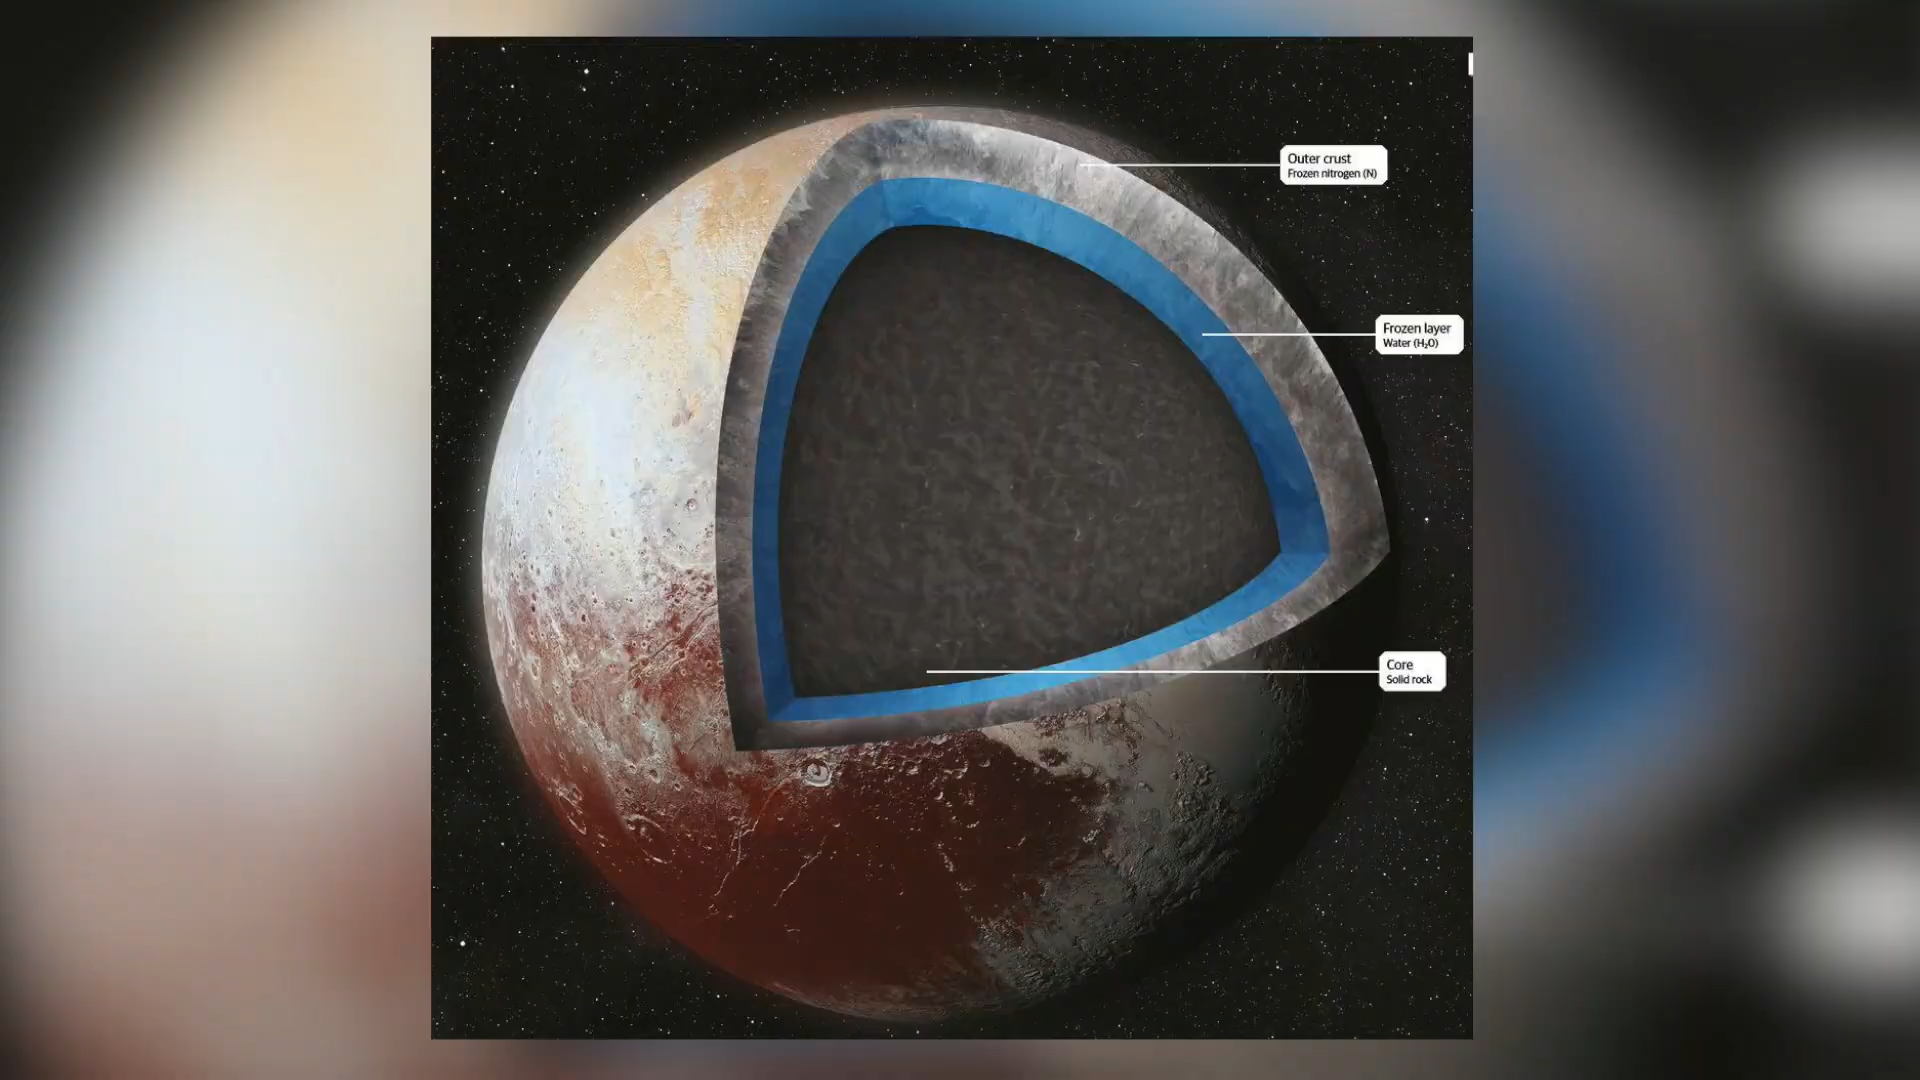 Outer crust
Frozen nitrogen (N)
Frozen layer
Water (H₂O)
Core
Solid rock